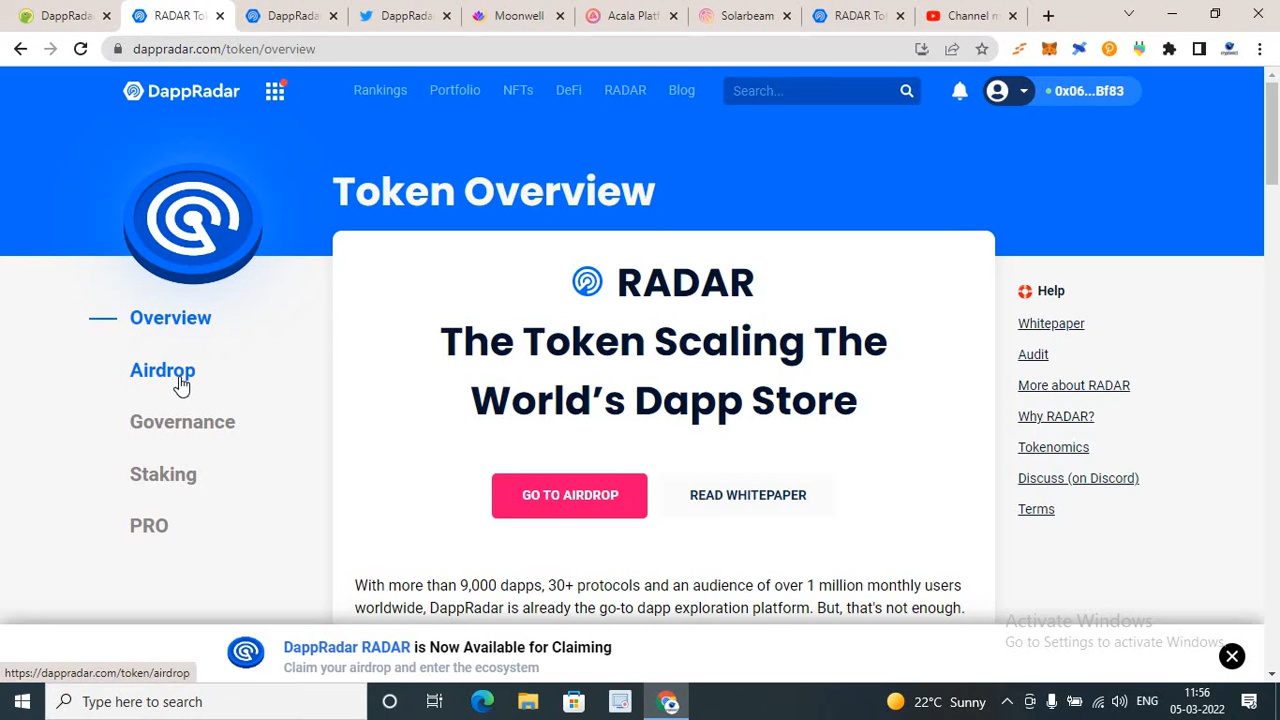 DappRada
RADAR To
DappRada
DappRada
Moonwell
Acala Platf
Solarbeam
RADAR To
Channel m
dappradar.com/token/overview
DappRadar
Rankings
Portfolio
NFTs
DeFi
RADAR
Blog
Search...
0x06...Bf83
Token Overview
Overview
Airdrop
Governance
Staking
PRO
RADAR
The Token Scaling The
World’s Dapp Store
GO TO AIRDROP
READ WHITEPAPER
With more than 9,000 dapps, 30+ protocols and an audience of over 1 million monthly users
worldwide, DappRadar is already the go-to dapp exploration platform. But, that's not enough.
Help
Whitepaper
Audit
More about RADAR
Why RADAR?
Tokenomics
Discuss (on Discord)
Terms
Activate Windows
Go to Settings to activate Windows.
DappRadar RADAR is Now Available for Claiming
Claim your airdrop and enter the ecosystem
https://dappradar.com/token/airdrop
Type here to search
22°C Sunny
ENG
11:56
05-03-2022